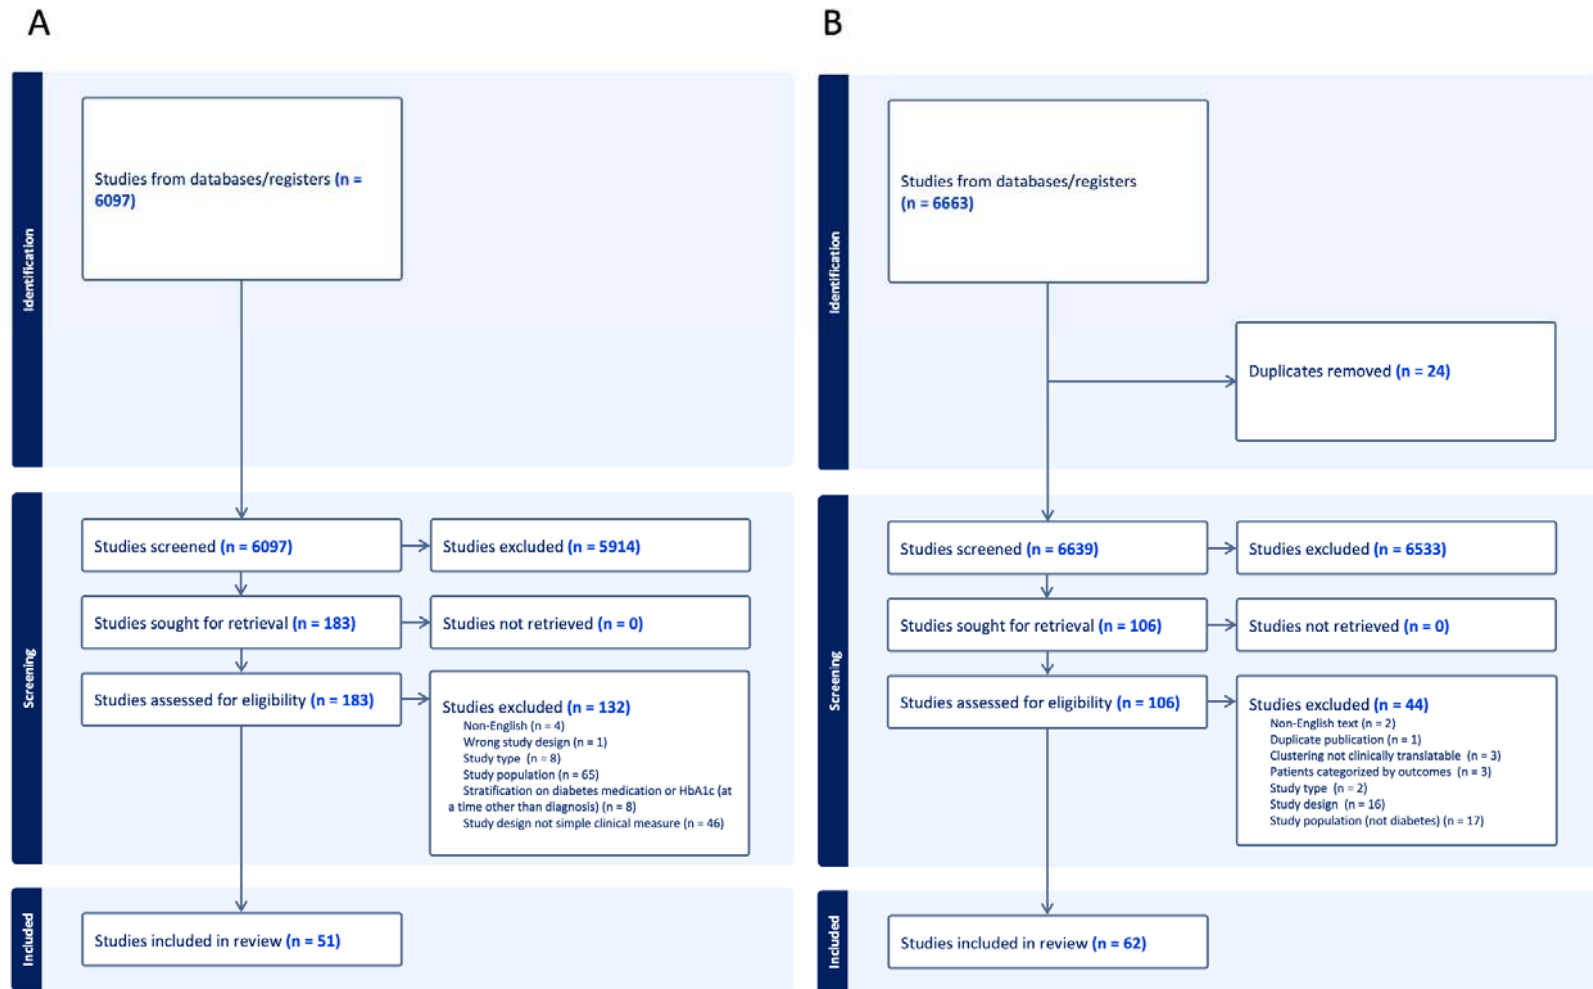 A
Identification
Studies from databases/registers (n =
6097)
Screening
Studies screened (n = 6097)
Studies excluded (n = 5914)
Studies sought for retrieval (n = 183)
Studies not retrieved (n = 0)
Studies assessed for eligibility (n = 183)
Studies excluded (n = 132)
Non-English (n = 4)
Wrong study design (n = 1)
Study type (n = 8)
Study population (n = 65)
Stratification on diabetes medication or HbA1c (at
a time other than diagnosis) (n = 8)
Study design not simple clinical measure (n = 46)
Included
Studies included in review (n = 51)
B
Identification
Studies from databases/registers
(n = 6663)
Duplicates removed (n = 24)
Screening
Studies screened (n = 6639)
Studies excluded (n = 6533)
Studies sought for retrieval (n = 106)
Studies not retrieved (n = 0)
Studies assessed for eligibility (n = 106)
Studies excluded (n = 44)
Non-English text (n = 2)
Duplicate publication (n = 1)
Clustering not clinically translatable (n = 3)
Patients categorized by outcomes (n = 3)
Study type (n = 2)
Study design (n = 16)
Study population (not diabetes) (n = 17)
Included
Studies included in review (n = 62)